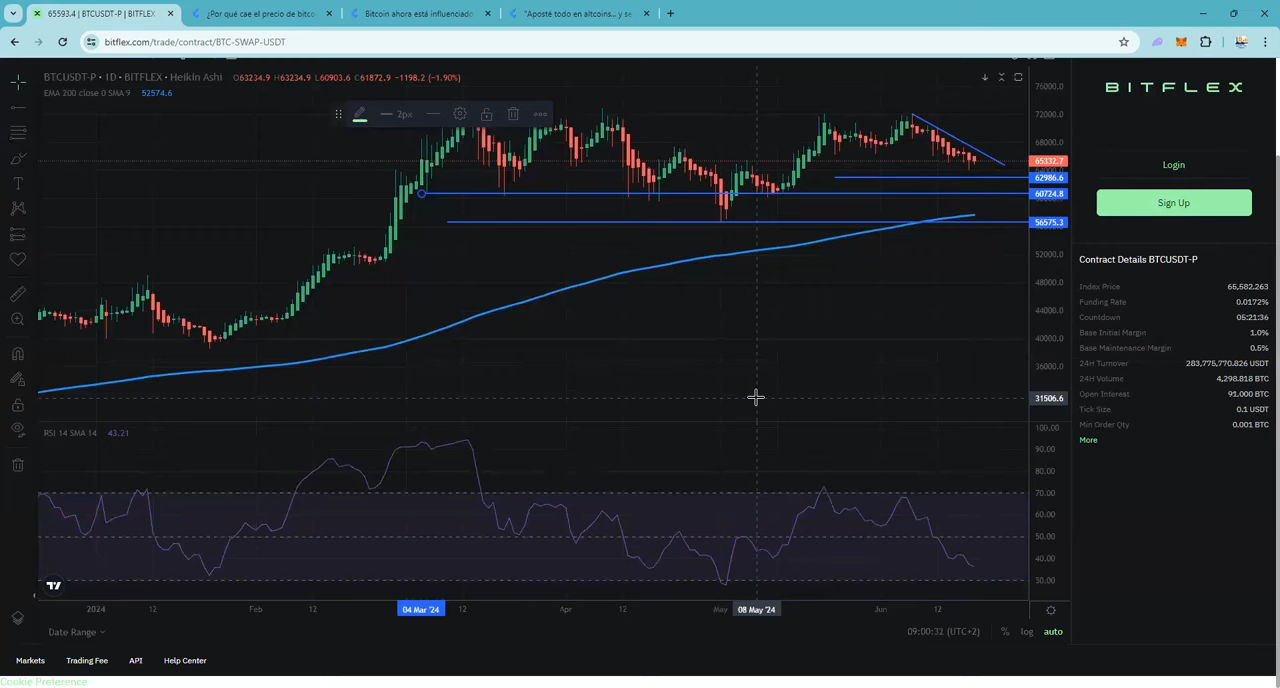 65593.4 | BTCUSDT-P | BITFLEX
¿Por qué cae el precio de bitco
Bitcoin ahora está influenciado
"Aposté todo en altcoins... y se
bitflex.com/trade/contract/BTC-SWAP-USDT
BTCUSDT-P • 1D • BITFLEX • Heikin Ashi O63234.9 H63234.9 L60903.6 C61872.9 −1198.2 (−1.90%)
EMA 200 close 0 SMA 9 52574.6
2px
76000.0
72000.0
68000.0
65332.7
62986.6
60724.8
56575.3
52000.0
48000.0
44000.0
40000.0
36000.0
31506.6
RSI 14 SMA 14 43.21
100.00
90.00
80.00
70.00
60.00
50.00
40.00
30.00
2024 12 Feb 12 04 Mar '24 12 Apr 12 May 08 May '24 Jun 12
Date Range
09:00:32 (UTC+2) % log auto
BITFLEX
Login
Sign Up
Contract Details BTCUSDT-P
Index Price 65,582,263
Funding Rate 0.0172%
Countdown 05:21:36
Base Initial Margin 1.0%
Base Maintenance Margin 0.5%
24H Turnover 283,775,770.826 USDT
24H Volume 4,298.818 BTC
Open Interest 91,000 BTC
Tick Size 0.1 USDT
Min Order Qty 0.001 BTC
More
Markets Trading Fee API Help Center
Cookie Preference